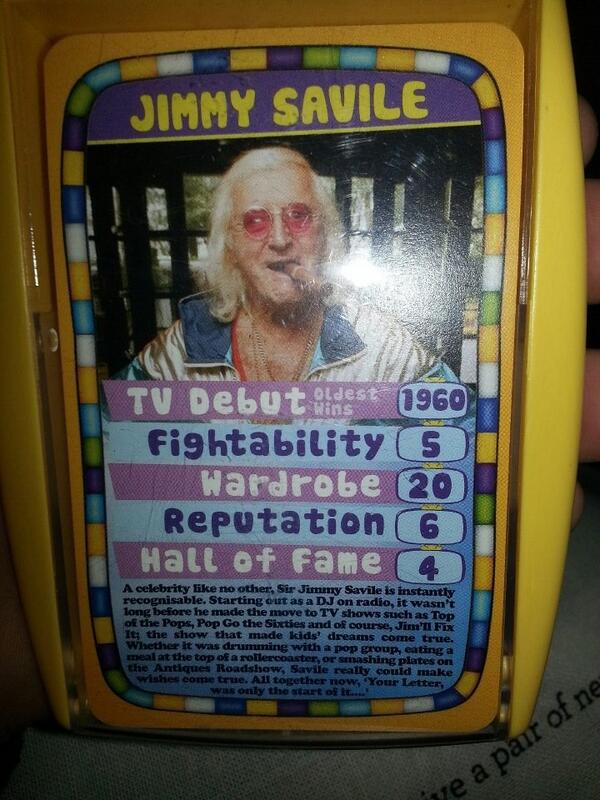 JIMMY SAVILE
TV Debut Oldest Wins 1960
Fightability 5
Wardrobe 20
Reputation 6
Hall of Fame 4
A celebrity like no other, Sir Jimmy Savile is instantly
recognisable. Starting out as a DJ on radio, it wasn't
long before he made the move to TV shows such as Top
of the Pops, Pop Go the Sixties and of course, Jim'll Fix
It; the show that made kids' dreams come true.
Whether it was drumming with a pop group, eating a
meal at the top of a rollercoaster, or smashing plates on
the Antiques Roadshow, Savile really could make
wishes come true. All together now, 'Your Letter,
was only the start of it....'
a pair of